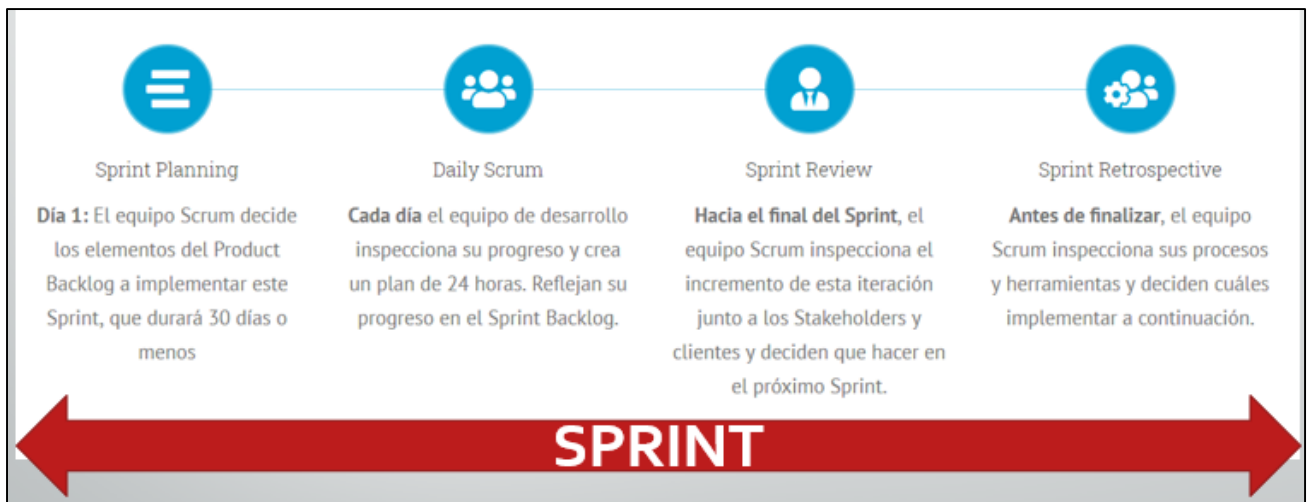 Sprint Planning
Día 1: El equipo Scrum decide
los elementos del Product
Backlog a implementar este
Sprint, que durará 30 días o
menos
Daily Scrum
Cada día el equipo de desarrollo
inspecciona su progreso y crea
un plan de 24 horas. Reflejan su
progreso en el Sprint Backlog.
Sprint Review
Hacia el final del Sprint, el
equipo Scrum inspecciona el
incremento de esta iteración
junto a los Stakeholders y
clientes y deciden que hacer en
el próximo Sprint.
Sprint Retrospective
Antes de finalizar, el equipo
Scrum inspecciona sus procesos
y herramientas y deciden cuáles
implementar a continuación.
SPRINT